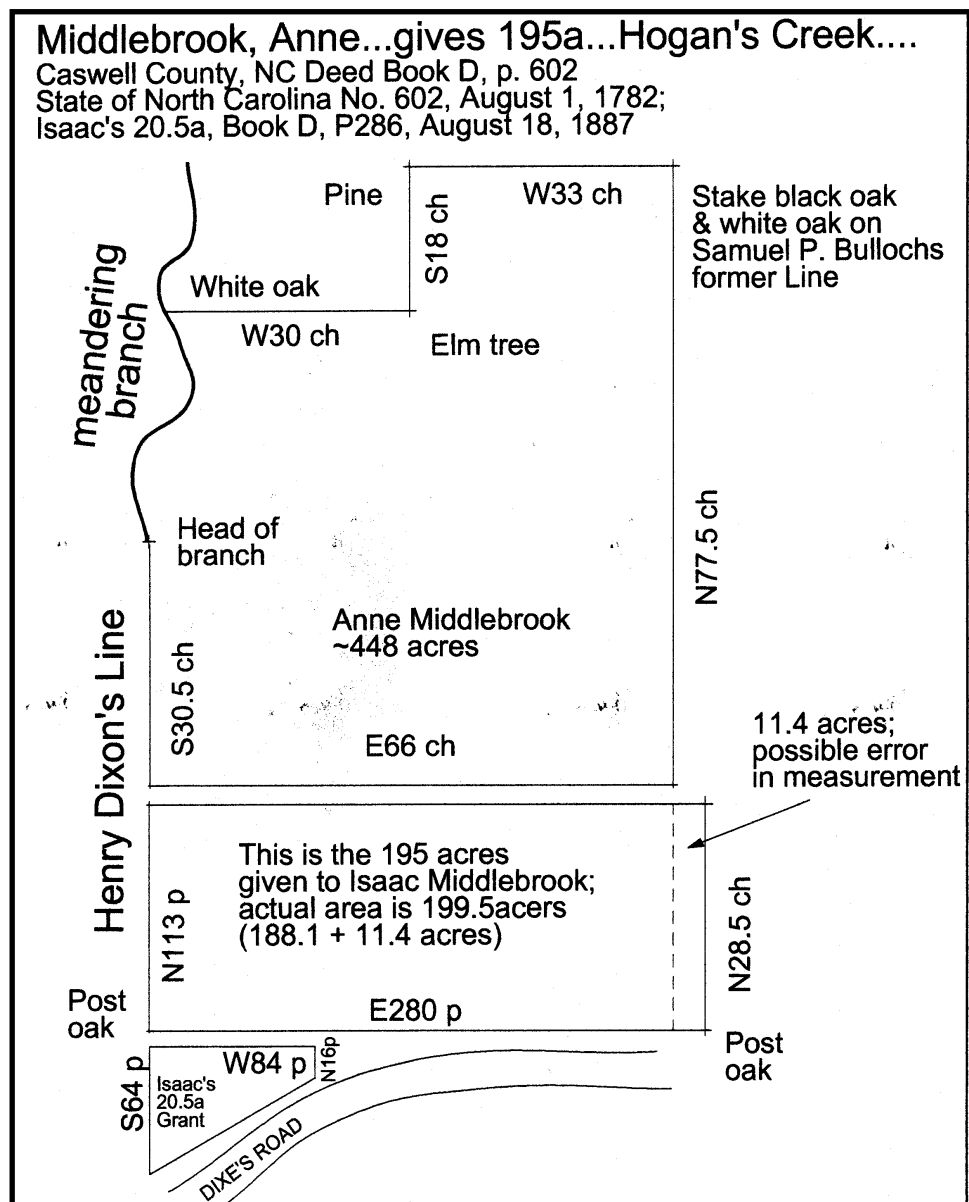 Middlebrook, Anne...gives 195a...Hogan's Creek....
Caswell County, NC Deed Book D, p. 602
State of North Carolina No. 602, August 1, 1782;
Isaac's 20.5a, Book D, P286, August 18, 1887
Pine
S18 ch
W33 ch
Stake black oak
& white oak on
Samuel P. Bullochs
former Line
meandering
branch
White oak
W30 ch
Elm tree
Head of
branch
N77.5 ch
Anne Middlebrook
~448 acres
Henry Dixon's Line
S30.5 ch
E66 ch
11.4 acres;
possible error
in measurement
This is the 195 acres
given to Isaac Middlebrook;
actual area is 199.5acers
(188.1 + 11.4 acres)
N113 p
N28.5 ch
E280 p
Post
oak
Post
oak
S64 p
W84 p
N16p
Isaac's
20.5a
Grant
DIXE'S ROAD